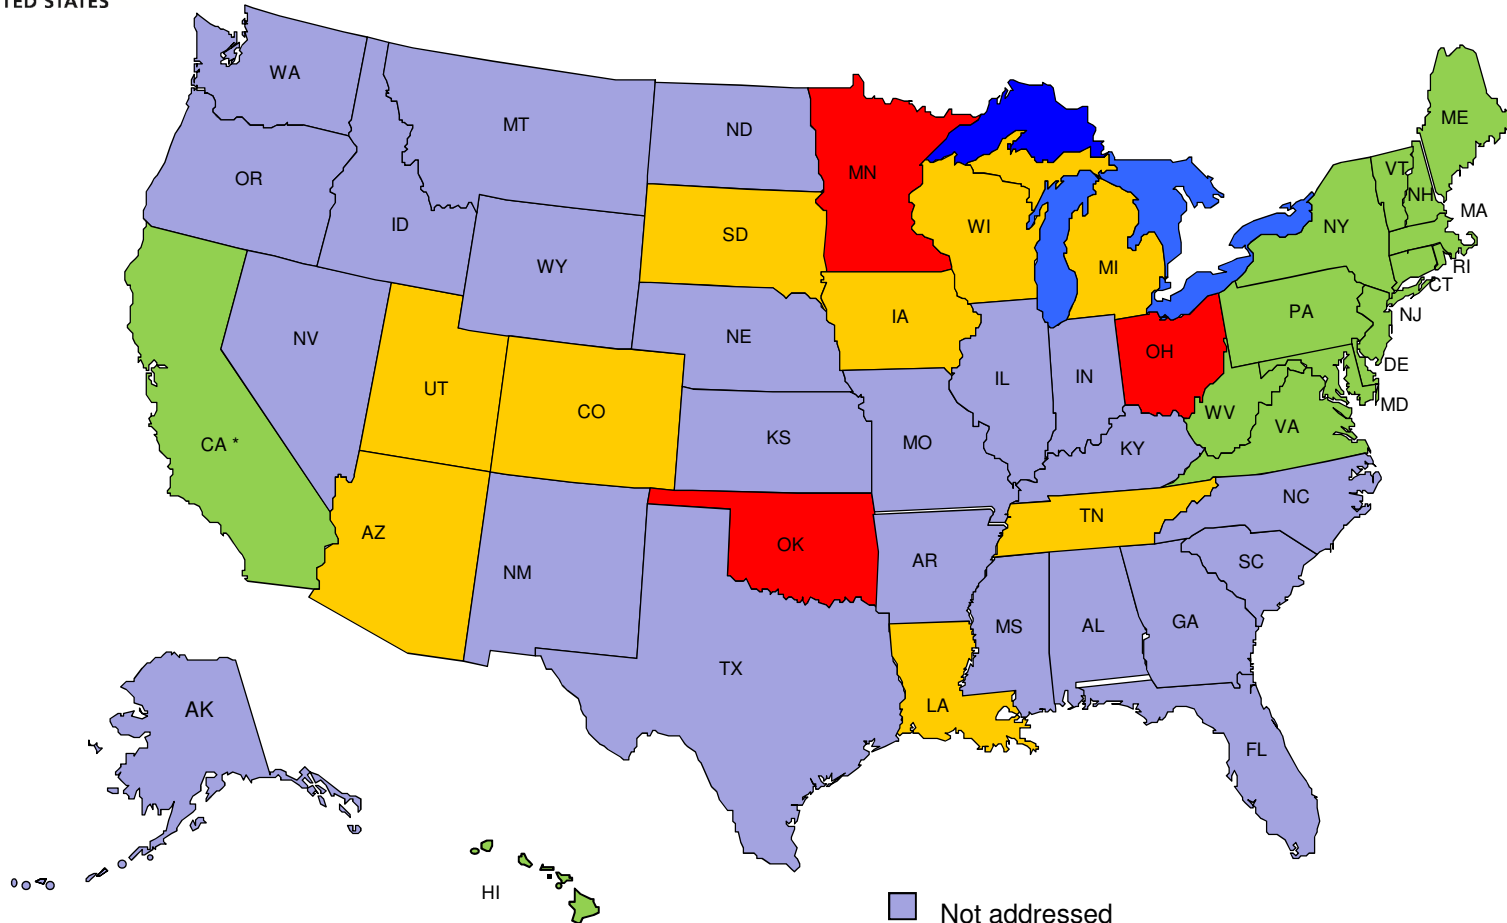 TED STATES
WA
MT
ND
MN
ME
VT
NH
OR
ID
SD
WI
NY
MA
WY
MI
RI
CT
NV
NE
IA
PA
NJ
OH
UT
CO
IL
IN
DE
WV
MD
CA *
KS
MO
KY
VA
AZ
NM
OK
AR
TN
NC
SC
MS
AL
GA
TX
AK
LA
FL
HI
Not addressed